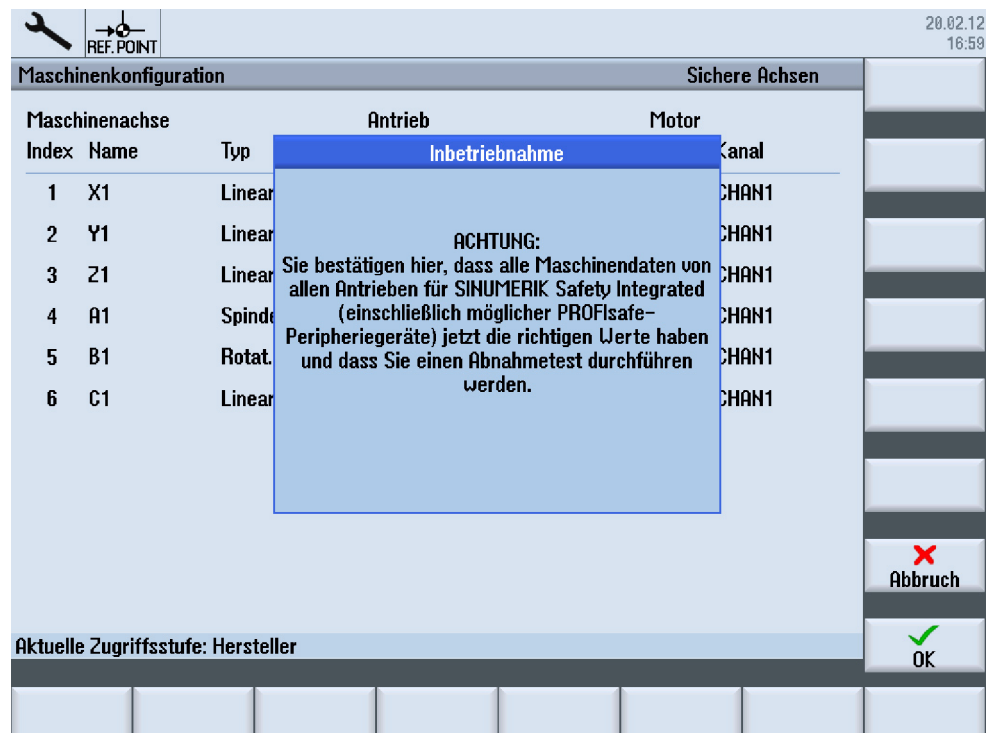 REF. POINT
20.02.12
16:59
Maschinenkonfiguration Sichere Achsen
Maschinenachse Antrieb Motor
Index Name Typ
1 X1 Linear CHAN1
2 Y1 Linear CHAN1
3 Z1 Linear CHAN1
4 A1 Spinde CHAN1
5 B1 Rotat. CHAN1
6 C1 Linear CHAN1
Inbetriebnahme
ACHTUNG:
Sie bestätigen hier, dass alle Maschinendaten von
allen Antrieben für SINUMERIK Safety Integrated
(einschließlich möglicher PROFIsafe-
Peripheriegeräte) jetzt die richtigen Werte haben
und dass Sie einen Abnahmetest durchführen
werden.
Kanal
Abbruch
Aktuelle Zugriffsstufe: Hersteller
OK